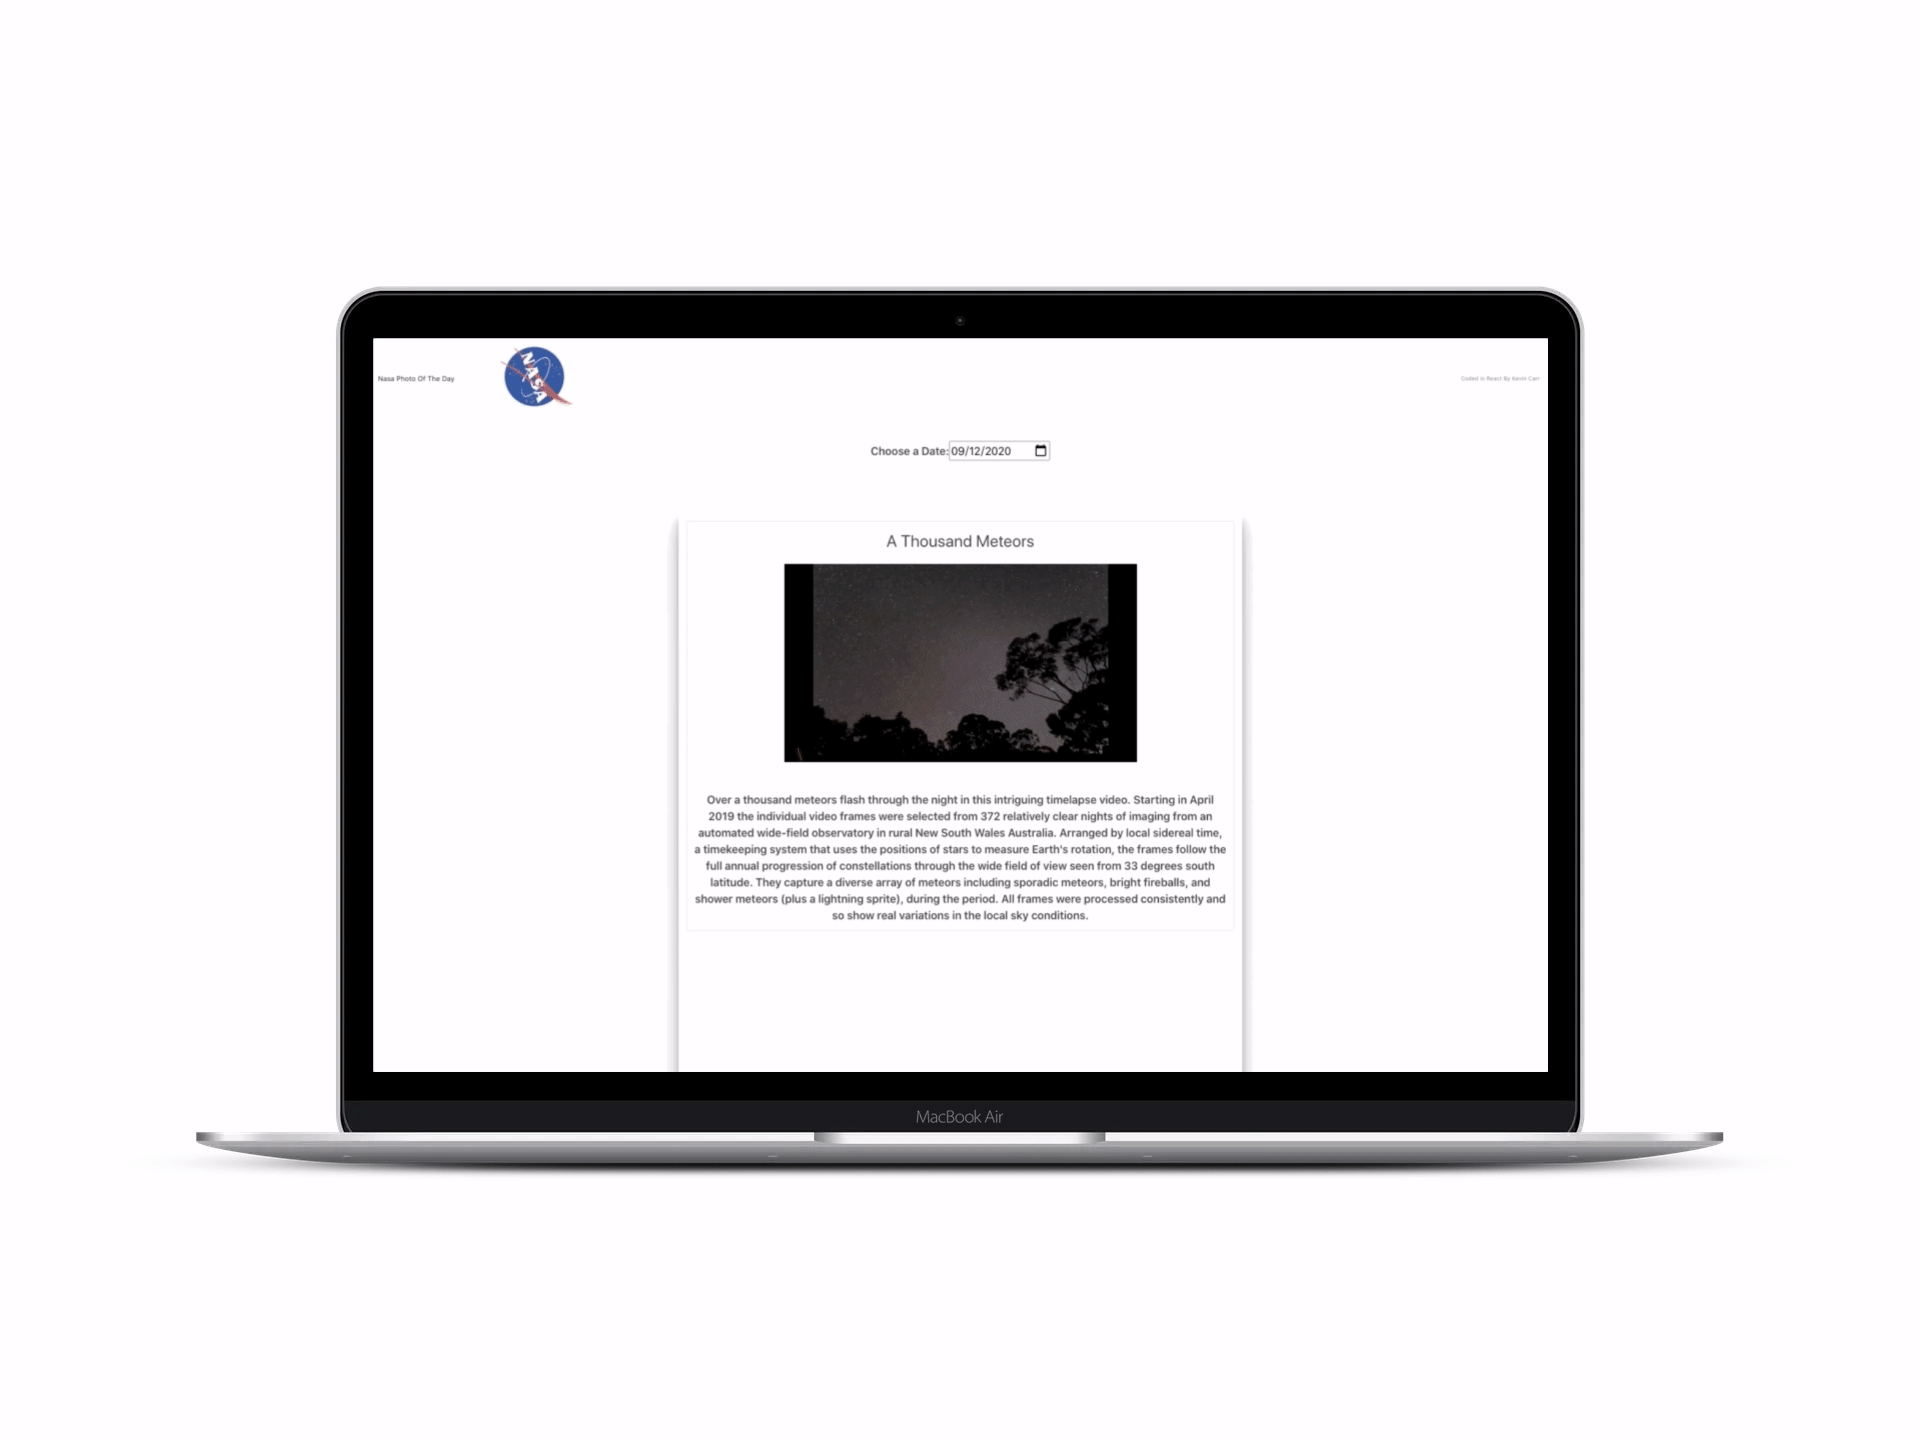 Nasa Photo Of The Day
NASA
Coded in React By Kevin Carr
Choose a Date: 09/12/2020
A Thousand Meteors
Over a thousand meteors flash through the night in this intriguing timelapse video. Starting in April
2019 the individual video frames were selected from 372 relatively clear nights of imaging from an
automated wide-field observatory in rural New South Wales Australia. Arranged by local sidereal time,
a timekeeping system that uses the positions of stars to measure Earth's rotation, the frames follow the
full annual progression of constellations through the wide field of view seen from 33 degrees south
latitude. They capture a diverse array of meteors including sporadic meteors, bright fireballs, and
shower meteors (plus a lightning sprite), during the period. All frames were processed consistently and
so show real variations in the local sky conditions.
MacBook Air